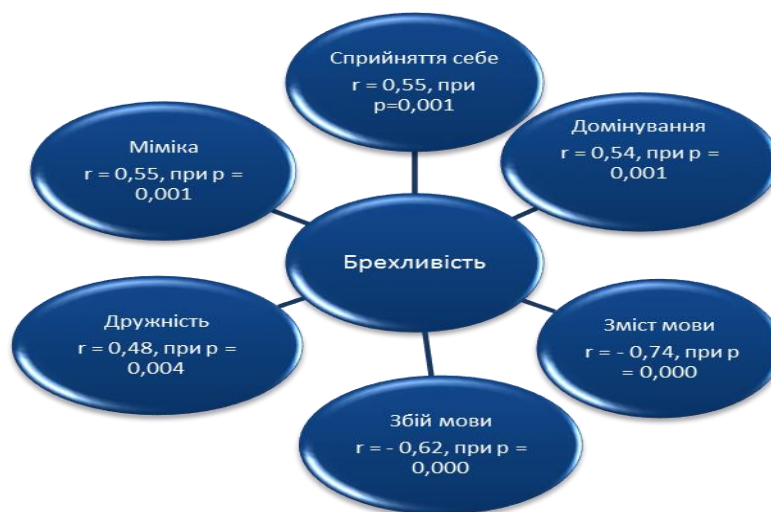 Сприйняття себе
r = 0,55, при
p=0,001
Міміка
r = 0,55, при p =
0,001
Домінування
r = 0,54, при p =
0,001
Брехливість
Дружність
r = 0,48, при p =
0,004
Зміст мови
r = - 0,74, при p
= 0,000
Збій мови
r = - 0,62, при p =
0,000